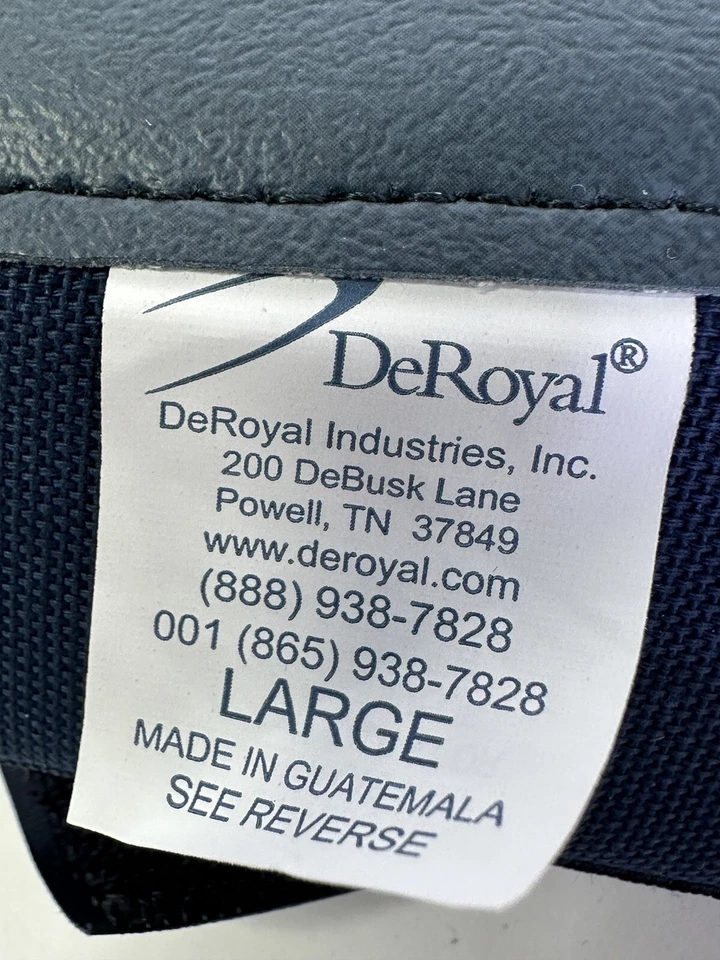 DeRoyal®
DeRoyal Industries, Inc.
200 DeBusk Lane
Powell, TN 37849
www.deroyal.com
(888) 938-7828
001 (865) 938-7828
LARGE
MADE IN GUATEMALA
SEE REVERSE